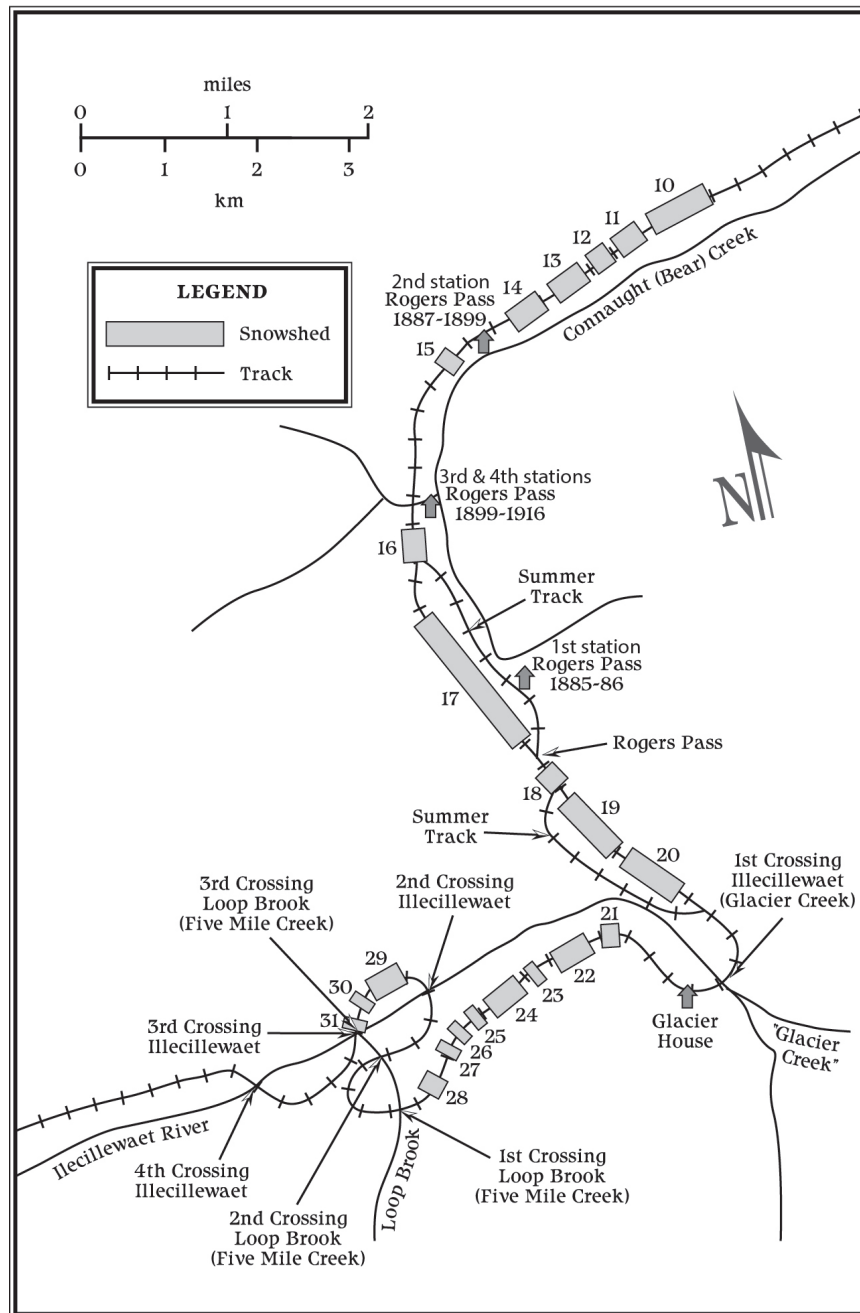 miles
0 1 2
0 1 2 3
km
LEGEND
Snowshed
Track
10
11
12
13
14
Connaught (Bear) Creek
2nd station
Rogers Pass
1887-1899
15
N
3rd & 4th stations
Rogers Pass
1899-1916
16
Summer
Track
1st station
Rogers Pass
1885-86
17
Rogers Pass
18
19
Summer
Track
20
1st Crossing
Illecillewaet
(Glacier Creek)
3rd Crossing
Loop Brook
(Five Mile Creek)
2nd Crossing
Illecillewaet
21
22
23
24
25
26
27
28
29
30
31
3rd Crossing
Illecillewaet
Glacier
House
"Glacier
Creek"
Ilecillewaet River
4th Crossing
Illecillewaet
Loop Brook
1st Crossing
Loop Brook
(Five Mile Creek)
2nd Crossing
Loop Brook
(Five Mile Creek)